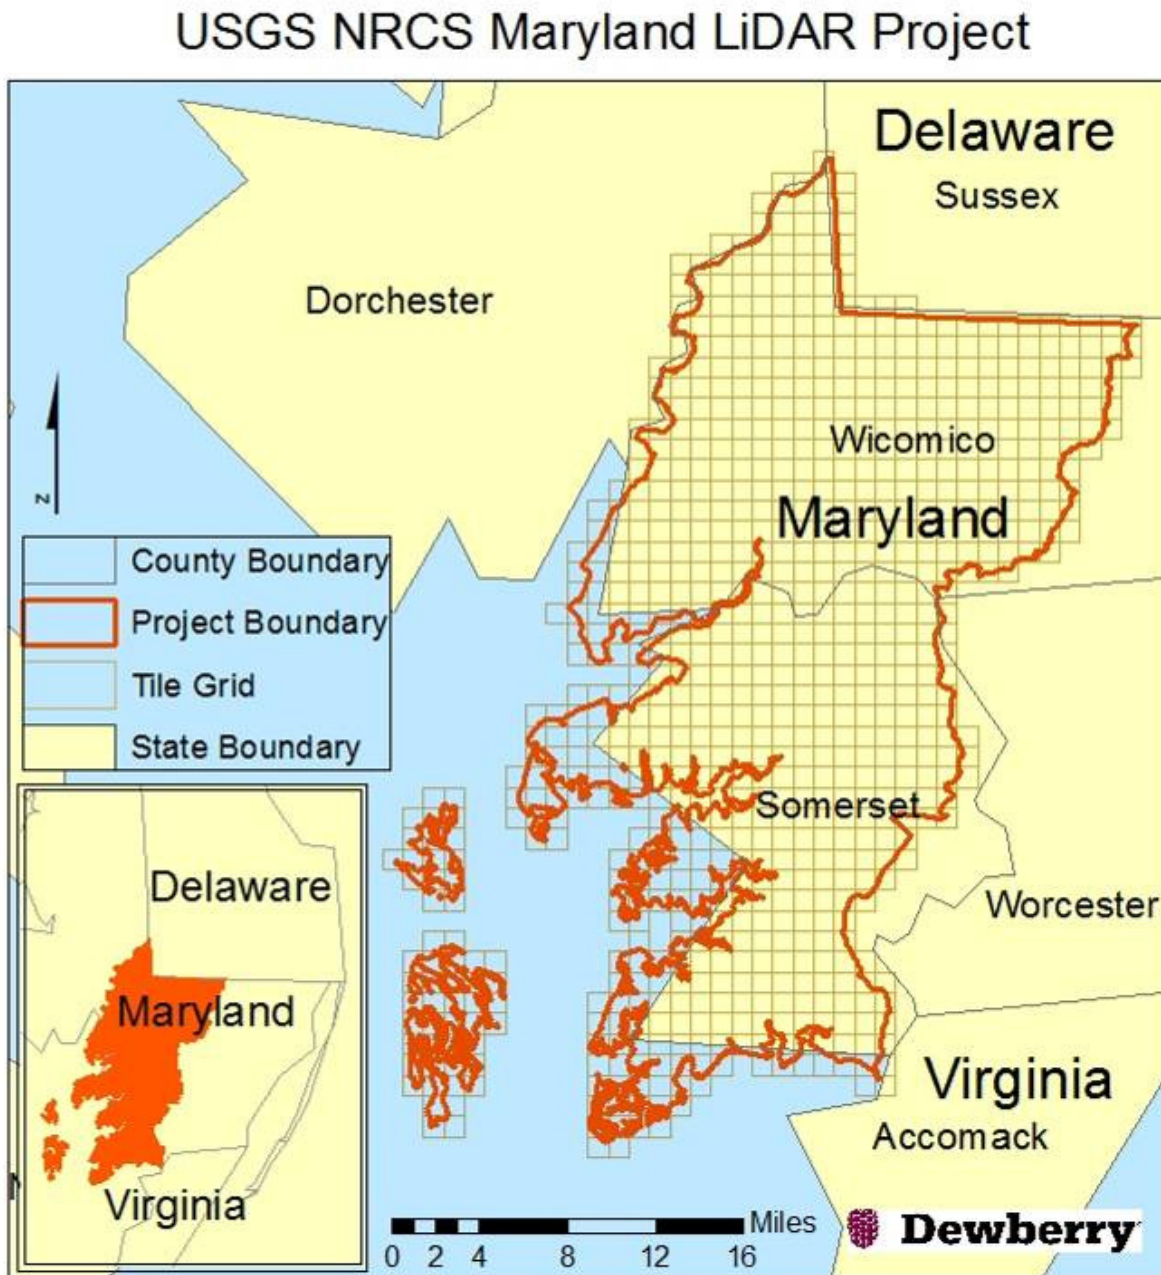 USGS NRCS Maryland LiDAR Project
Delaware
Sussex
Dorchester
Wicomico
Maryland
z
County Boundary
Project Boundary
Tile Grid
State Boundary
Somerset
Worcester
Delaware
Maryland
Virginia
Virginia
Accomack
Miles
0 2 4 8 12 16
Dewberry